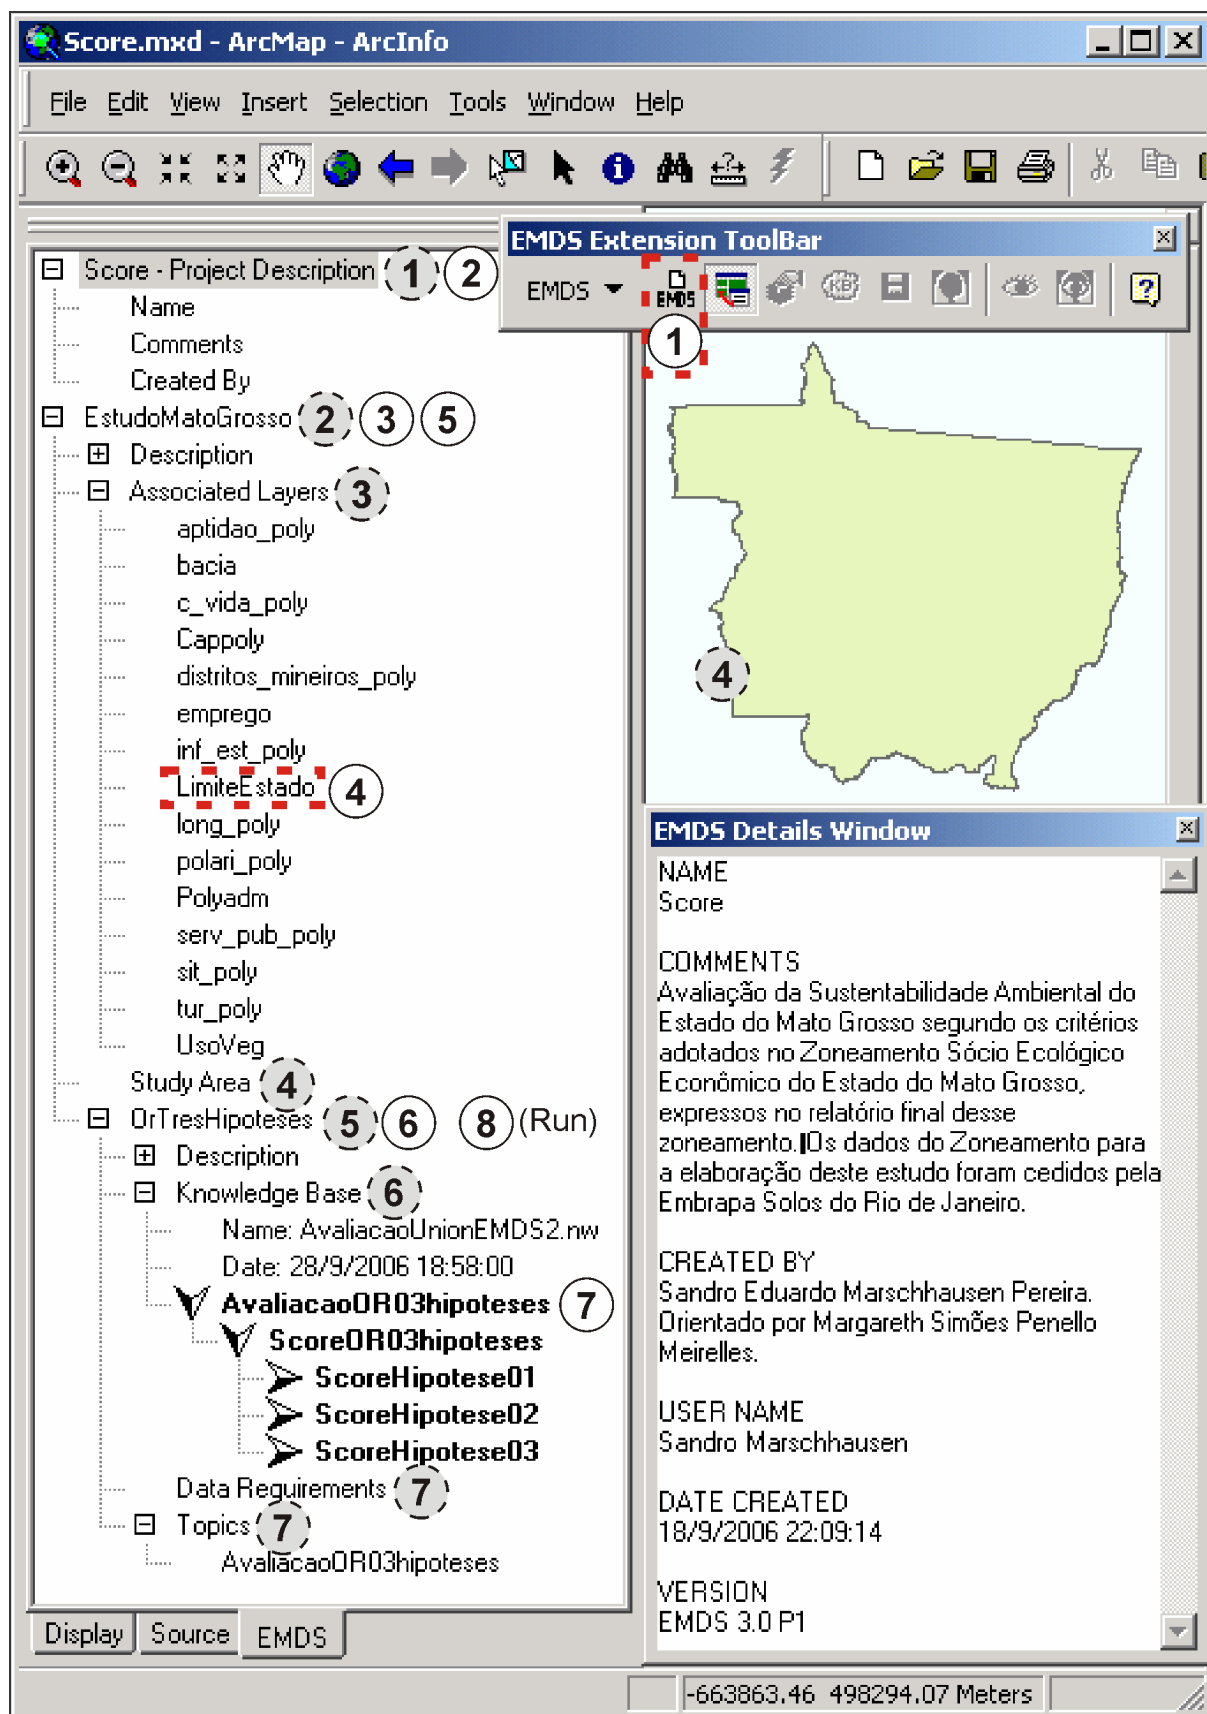 Score.mxd - ArcMap - ArcInfo
File Edit View Insert Selection Tools Window Help
EMDS Extension ToolBar
EMDS
EMDS
KB
1
Score - Project Description 1 2
Name
Comments
Created By
EstudoMatoGrosso 2 3 5
Description
Associated Layers 3
aptidao_poly
bacia
c_vida_poly
Cappoly
distritos_mineiros_poly
emprego
inf_est_poly
LimiteEstado 4
long_poly
polari_poly
Polyadm
serv_pub_poly
sit_poly
tur_poly
UsoVeg
Study Area 4
OrTresHipoteses 5 6 8 (Run)
Description
Knowledge Base 6
Name: AvaliacaoUnionEMDS2.nw
Date: 28/9/2006 18:58:00
AvaliacaoOR03hipoteses 7
ScoreOR03hipoteses
ScoreHipotese01
ScoreHipotese02
ScoreHipotese03
Data Requirements 7
Topics 7
AvaliacaoOR03hipoteses
Display Source EMDS
4
EMDS Details Window
NAME
Score
COMMENTS
Avaliação da Sustentabilidade Ambiental do
Estado do Mato Grosso segundo os critérios
adotados no Zoneamento Sócio Ecológico
Econômico do Estado do Mato Grosso,
expressos no relatório final desse
zoneamento. Os dados do Zoneamento para
a elaboração deste estudo foram cedidos pela
Embrapa Solos do Rio de Janeiro.
CREATED BY
Sandro Eduardo Marschhausen Pereira.
Orientado por Margareth Simões Penello
Meirelles.
USER NAME
Sandro Marschhausen
DATE CREATED
18/9/2006 22:09:14
VERSION
EMDS 3.0 P1
-663863.46 498294.07 Meters